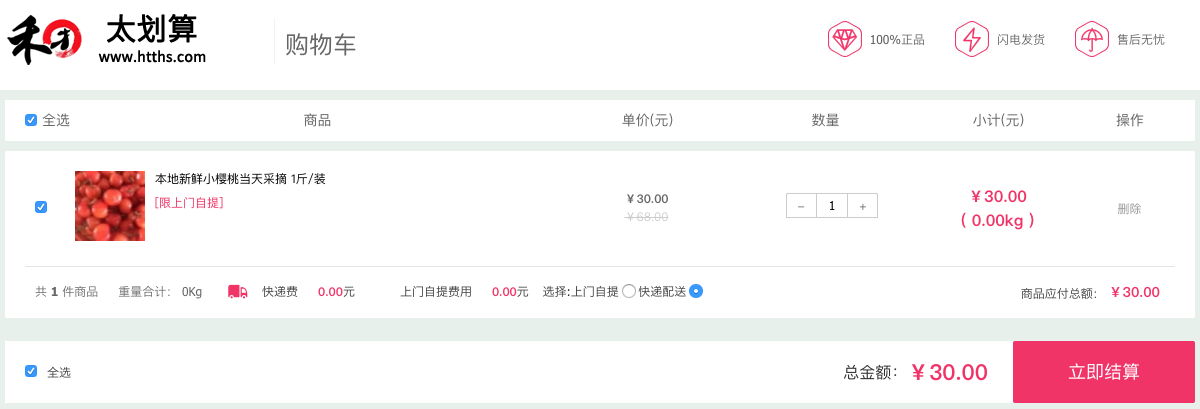 禾团 太划算
www.htths.com
购物车
100%正品
闪电发货
售后无忧
全选 商品 单价(元) 数量 小计(元) 操作
本地新鲜小樱桃当天采摘 1斤/装
[限上门自提]
¥30.00
¥68.00
− 1 +
¥30.00
( 0.00kg )
删除
共 1 件商品 重量合计： 0Kg 快递费 0.00元 上门自提费用 0.00元 选择:上门自提 快递配送 商品应付总额： ¥30.00
全选 总金额： ¥30.00 立即结算